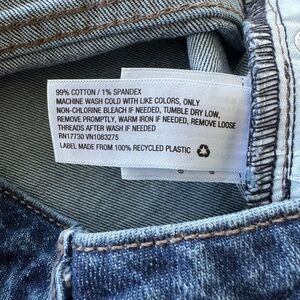 99% COTTON / 1% SPANDEX
MACHINE WASH COLD WITH LIKE COLORS, ONLY
NON-CHLORINE BLEACH IF NEEDED, TUMBLE DRY LOW,
REMOVE PROMPTLY, WARM IRON IF NEEDED, REMOVE LOOSE
THREADS AFTER WASH
RN17730 VN1083275
LABEL MADE FROM 100% RECYCLED PLASTIC